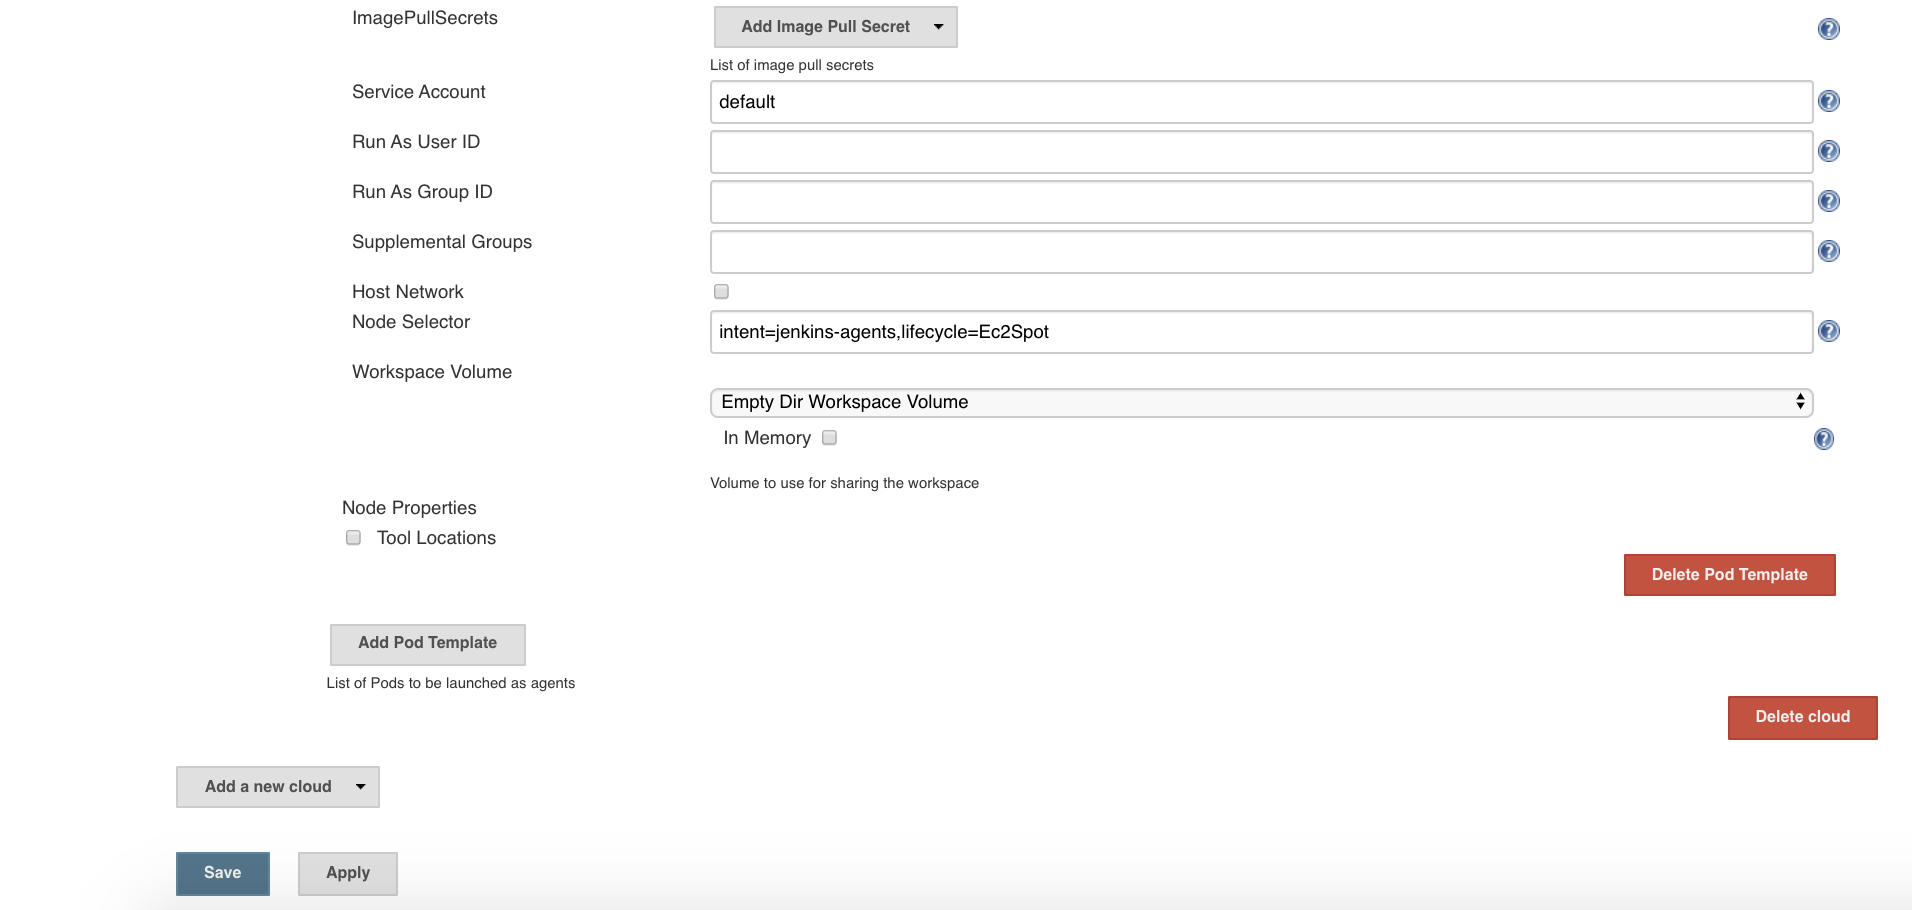 ImagePullSecrets
Add Image Pull Secret
List of image pull secrets
Service Account
default
Run As User ID
Run As Group ID
Supplemental Groups
Host Network
Node Selector
intent=jenkins-agents,lifecycle=Ec2Spot
Workspace Volume
Empty Dir Workspace Volume
In Memory
Volume to use for sharing the workspace
Node Properties
Tool Locations
Delete Pod Template
Add Pod Template
List of Pods to be launched as agents
Delete cloud
Add a new cloud
Save
Apply